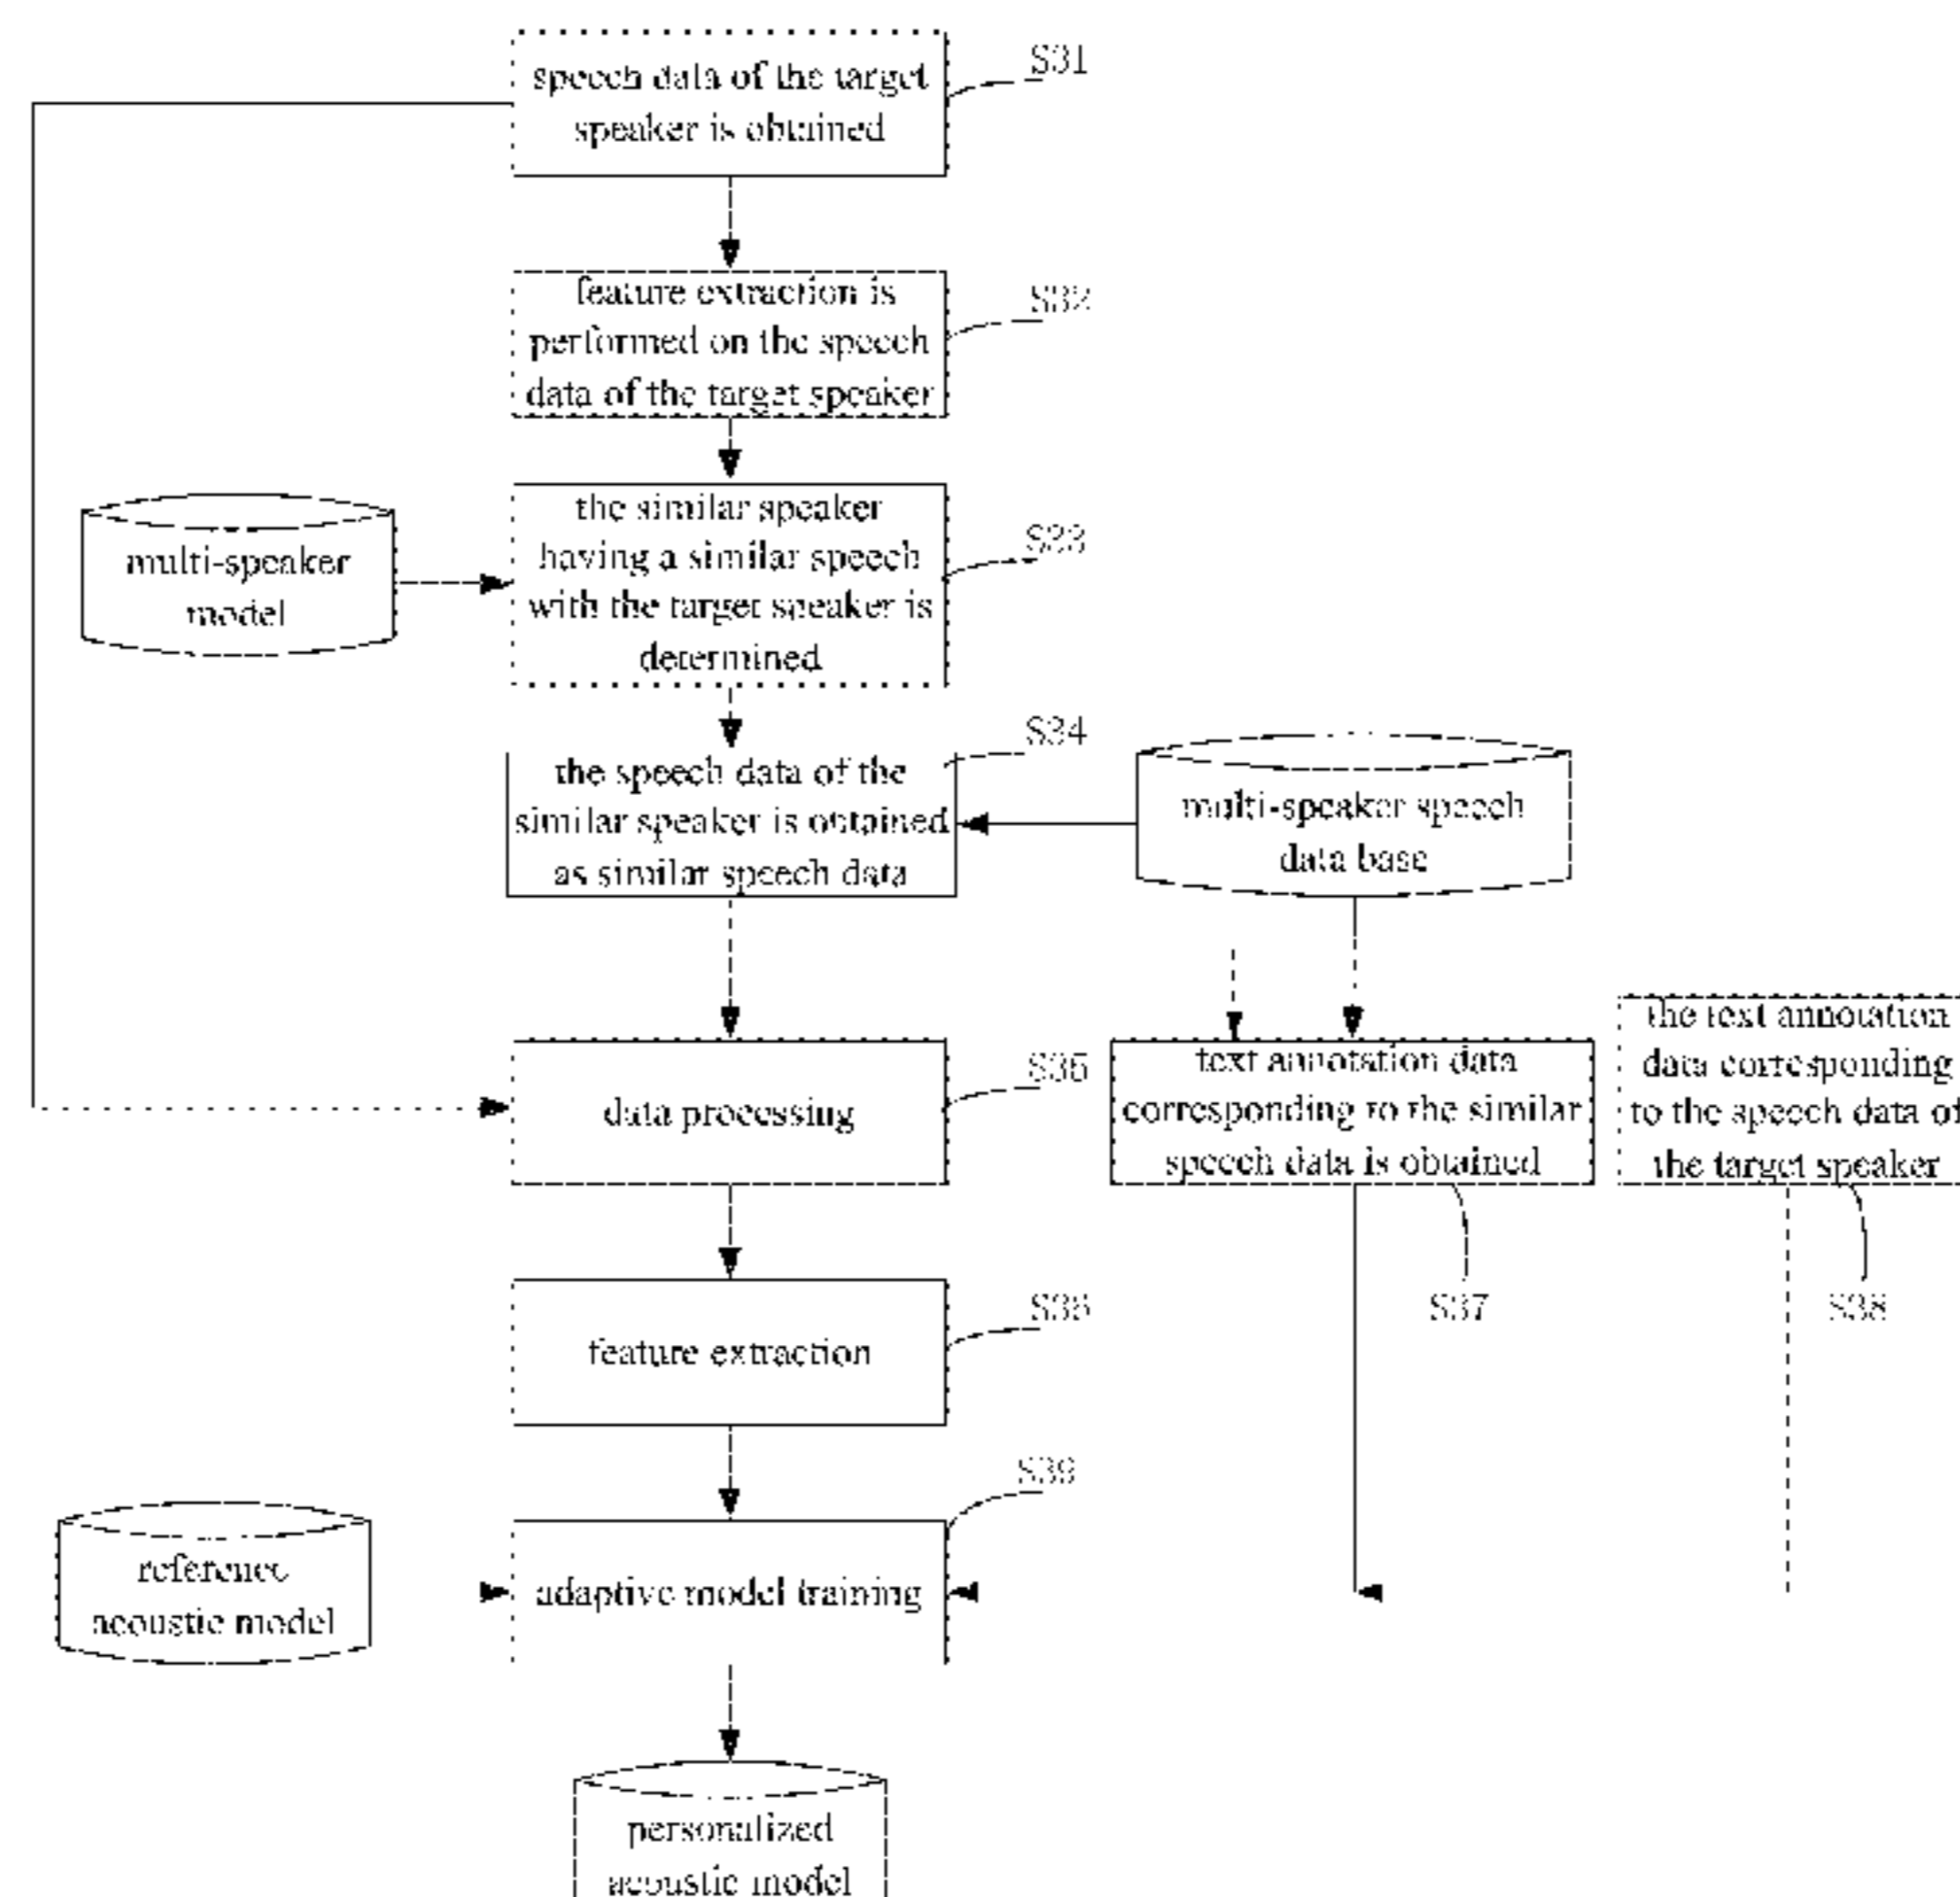 speech data of the target
speaker is obtained
S31
feature extraction is
performed on the speech
data of the target speaker
S32
multi-speaker
model
the similar speaker
having a similar speech
with the target speaker is
determined
S33
the speech data of the
similar speaker is obtained
as similar speech data
S34
multi-speaker speech
data base
data processing
S35
text annotation data
corresponding to the similar
speech data is obtained
S37
the text annotation
data corresponding
to the speech data of
the target speaker
S38
feature extraction
S36
reference
acoustic model
adaptive model training
S39
personalized
acoustic model